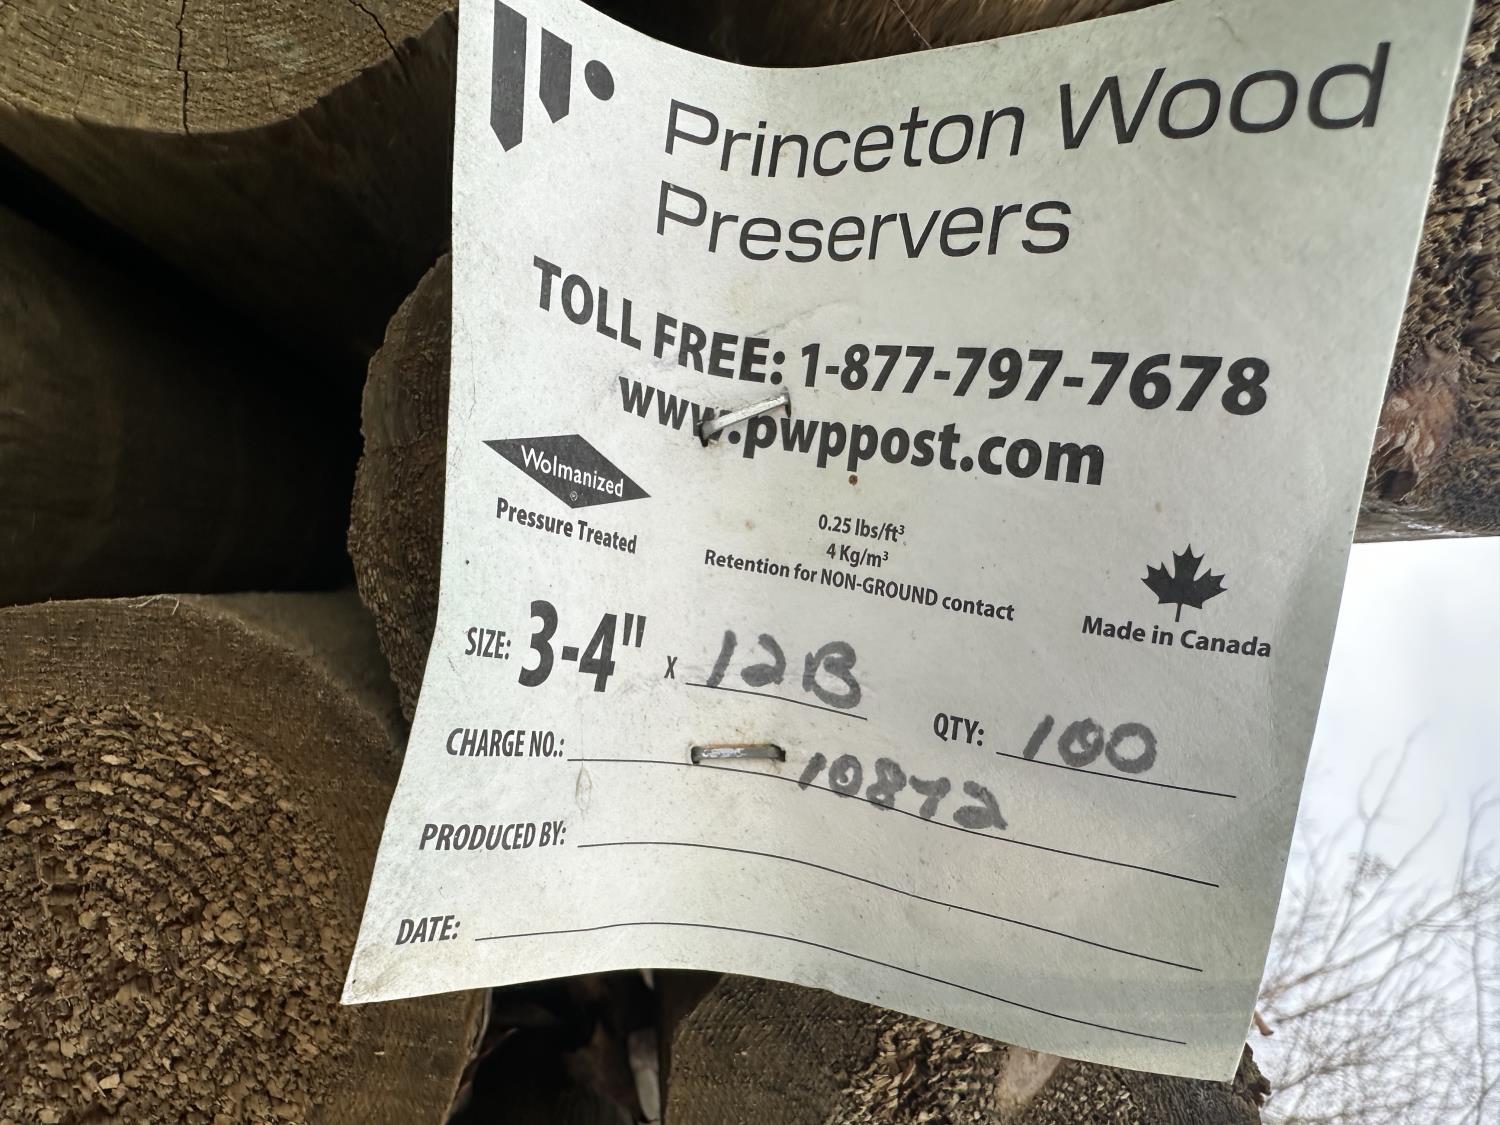 Princeton Wood
Preservers
TOLL FREE: 1-877-797-7678
www.pwppost.com
Wolmanized
®
Pressure Treated
0.25 lbs/ft³
4 Kg/m³
Retention for NON-GROUND contact
Made in Canada
SIZE: 3-4" x 12B
QTY: 100
CHARGE NO.: 10872
PRODUCED BY:
DATE: